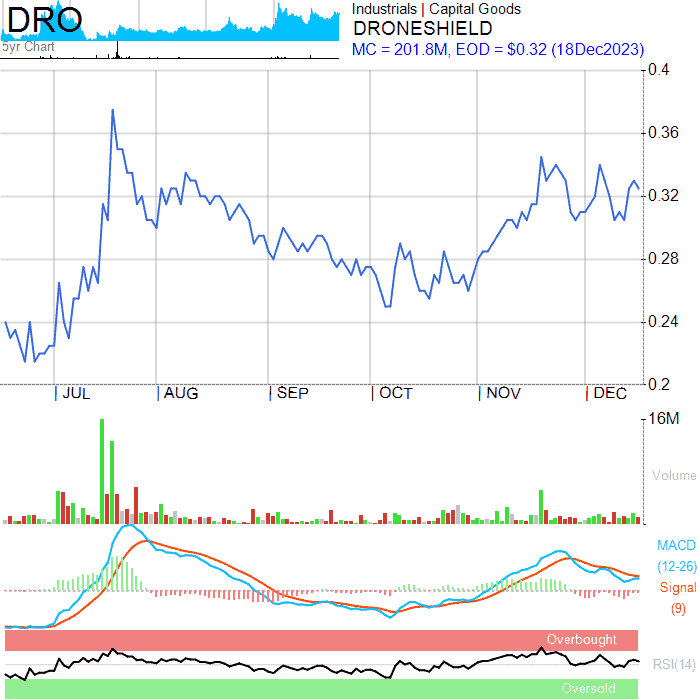 DRO
5yr Chart
Industrials | Capital Goods
DRONESHIELD
MC = 201.8M, EOD = $0.32 (18Dec2023)
0.4
0.36
0.32
0.28
0.24
0.2
JUL AUG SEP OCT NOV DEC
16M
Volume
MACD
(12-26)
Signal
(9)
Overbought
RSI(14)
Oversold